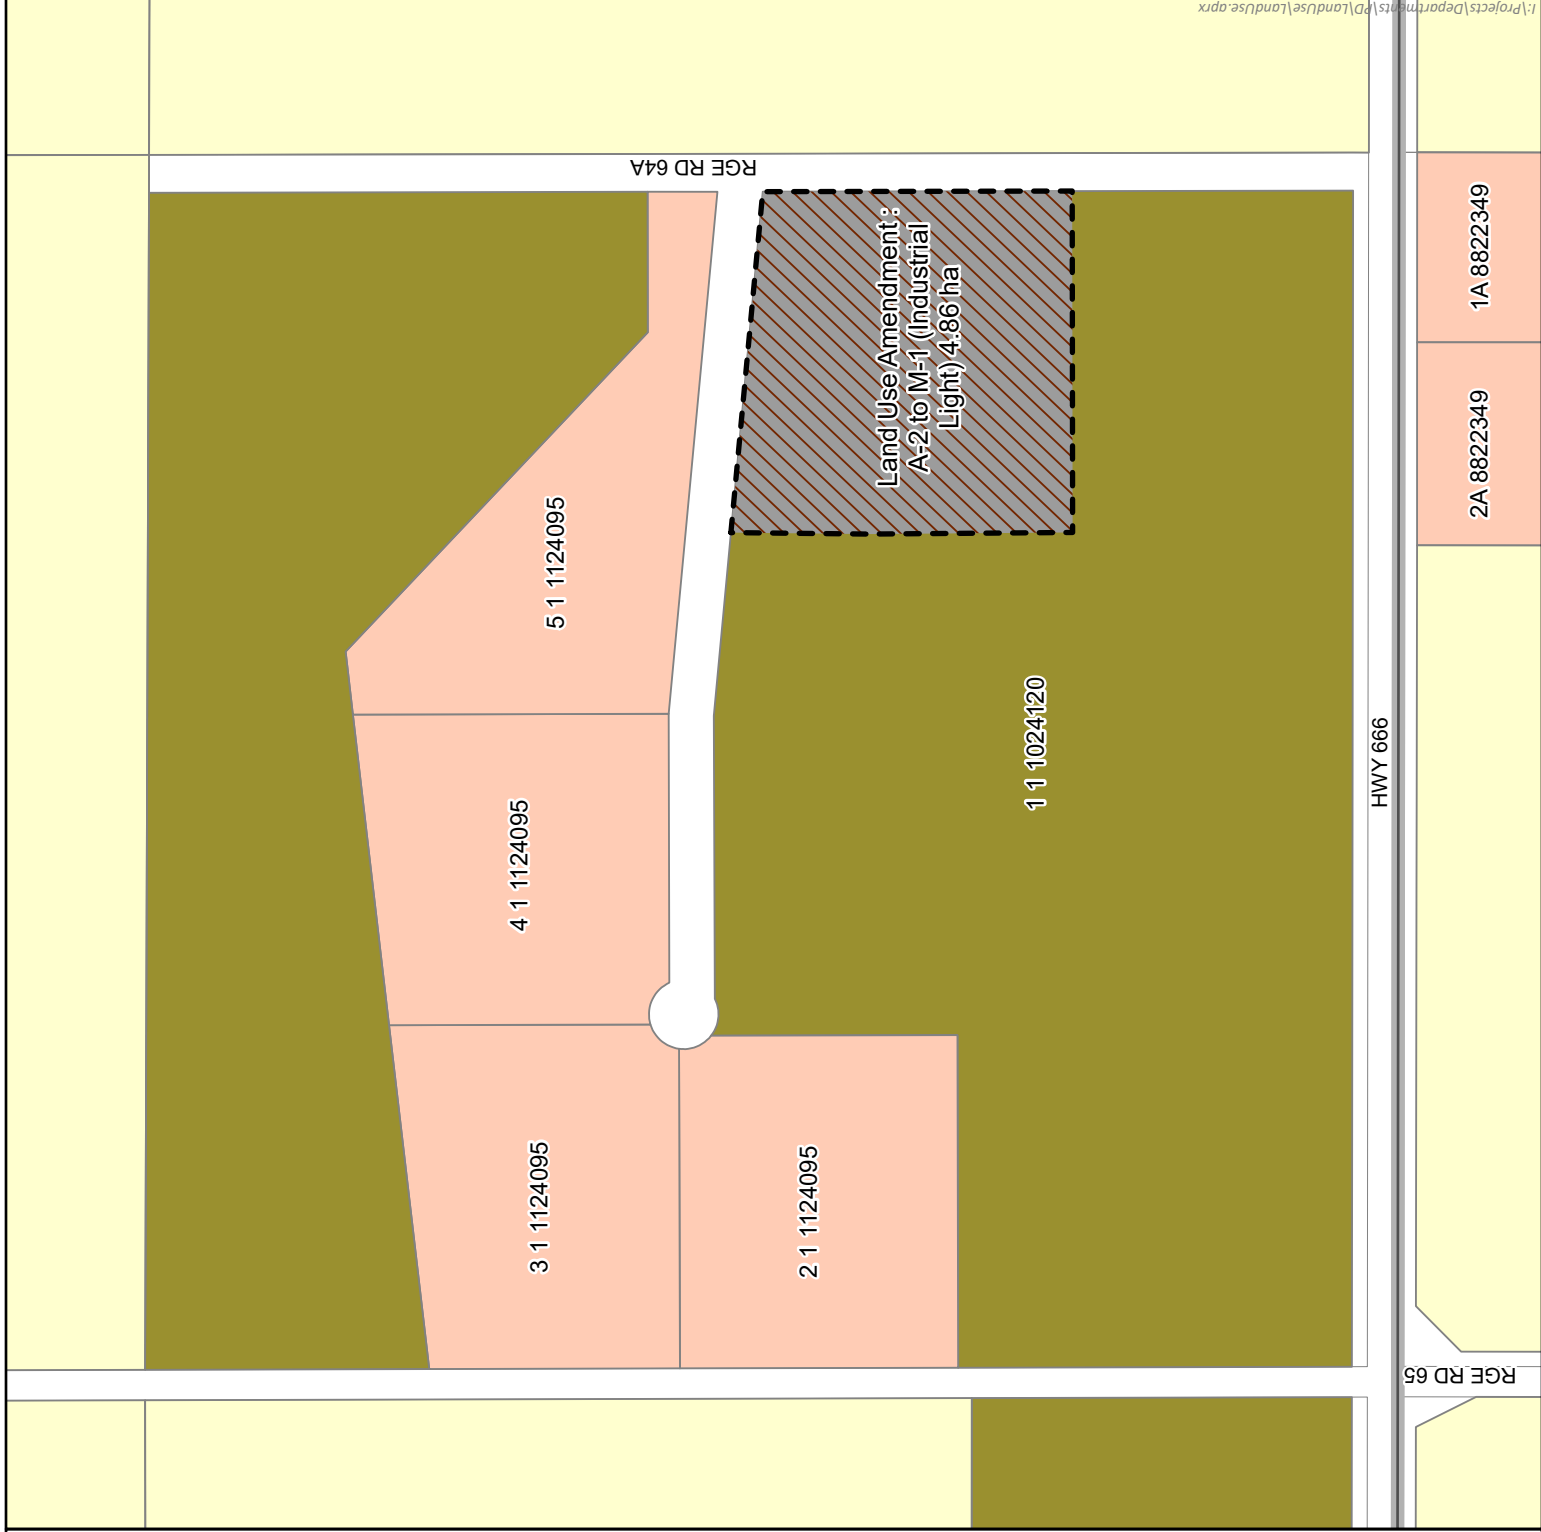 I:\Projects\Departments\PD\LandUse\LandUse.aprx
RGE RD 64A
Land Use Amendment :
A-2 to M-1 (Industrial
Light) 4.86 ha
1A 8822349
2A 8822349
5 1 1124095
4 1 1124095
1 1 1024120
HWY 666
3 1 1124095
2 1 1124095
RGE RD 65